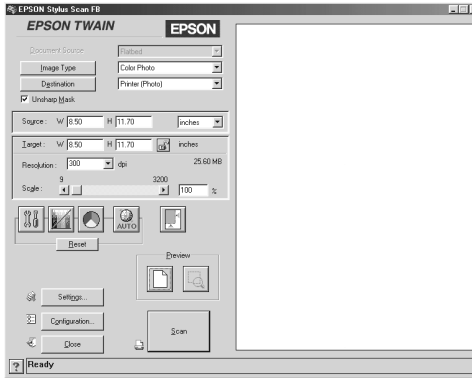 EPSON Stylus Scan FB
EPSON TWAIN EPSON
Document Source Flatbed
Image Type Color Photo
Destination Printer (Photo)
Unsharp Mask
Source: W 8.50 H 11.70 inches
Target: W 8.50 H 11.70 inches
Resolution: 300 dpi 25.60 MB
9 3200
Scale: 100 %
AUTO
Reset
Preview
Settings...
Configuration...
Scan
Close
? Ready